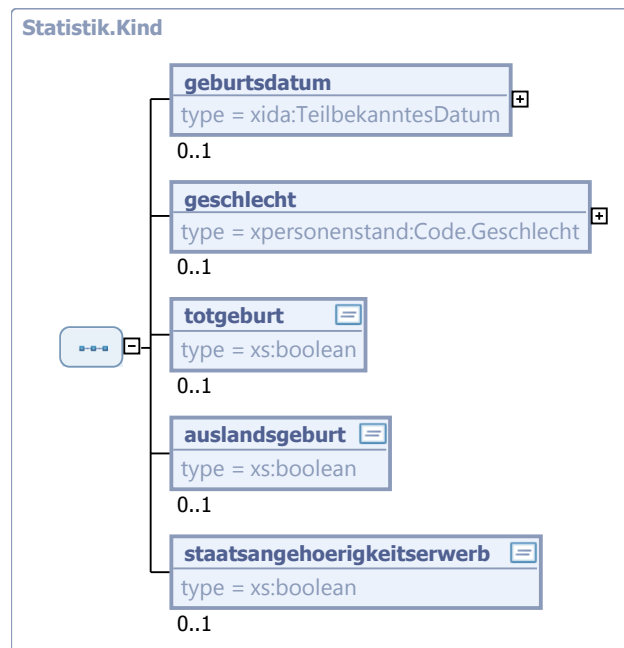 Statistik.Kind
geburtsdatum
type = xida:TeilbekanntesDatum
0..1
geschlecht
type = xpersonenstand:Code.Geschlecht
0..1
totgeburt
type = xs:boolean
0..1
auslandsgeburt
type = xs:boolean
0..1
staatsangehoerigkeitserwerb
type = xs:boolean
0..1